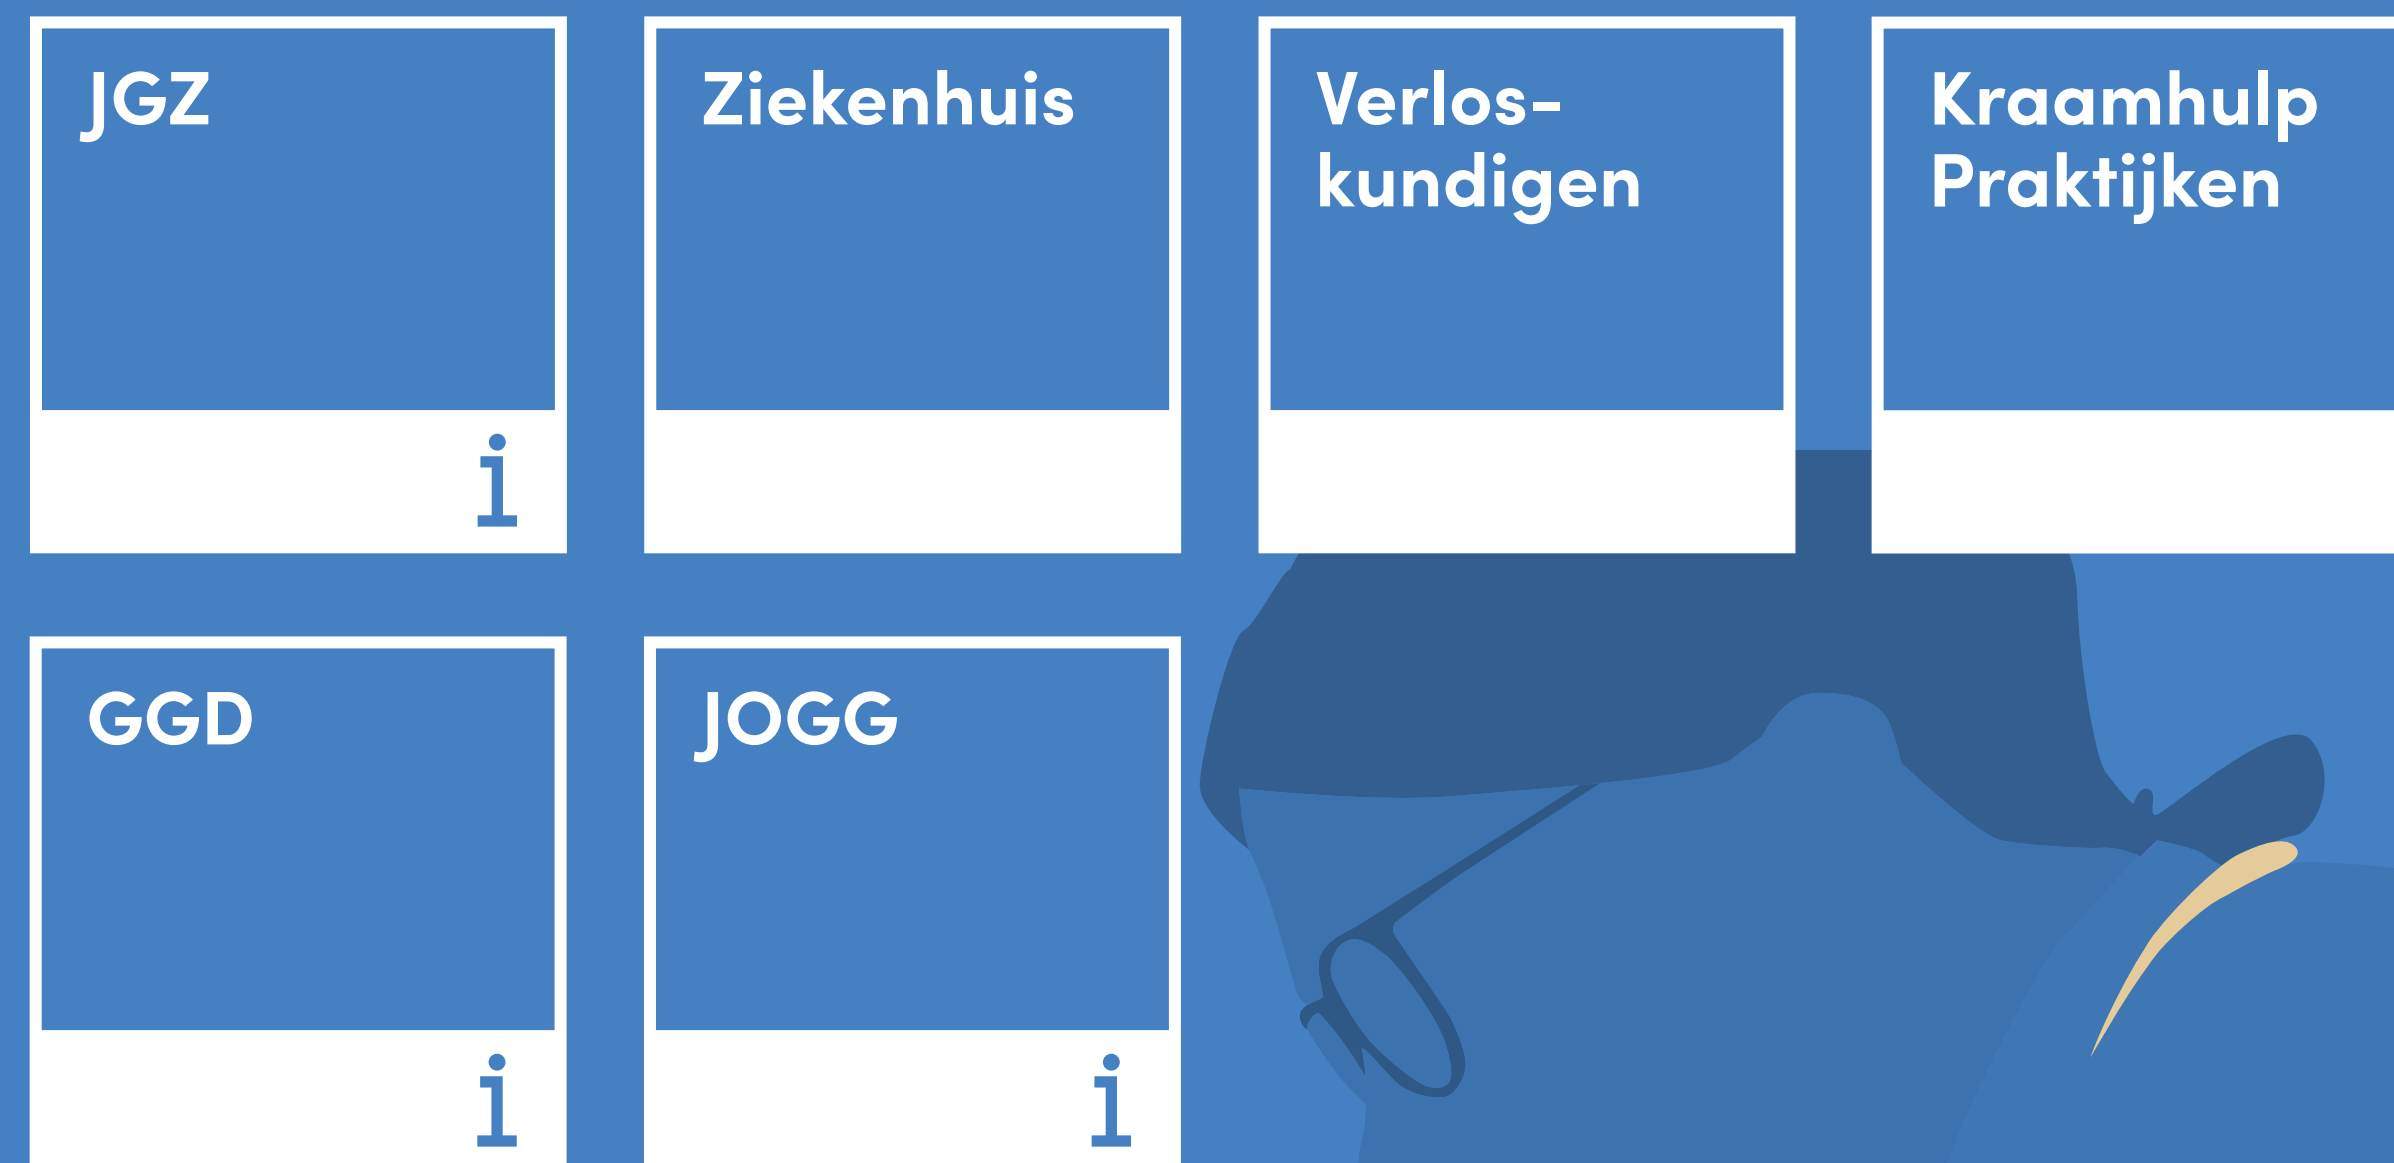 JGZ
i
Ziekenhuis
Verlos-
kundigen
Kraamhulp
Praktijken
GGD
i
JOGG
i